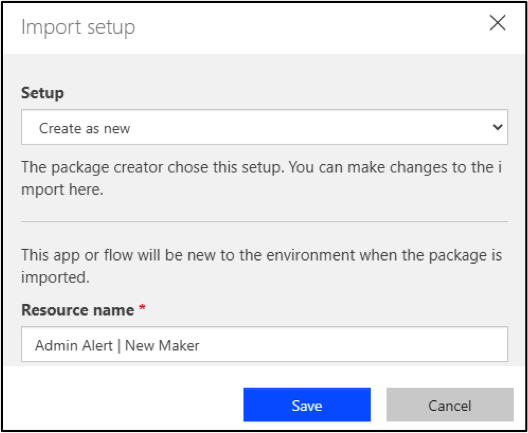 Import setup
Setup
Create as new
The package creator chose this setup. You can make changes to the i
mport here.
This app or flow will be new to the environment when the package is
imported.
Resource name *
Admin Alert | New Maker
Save
Cancel